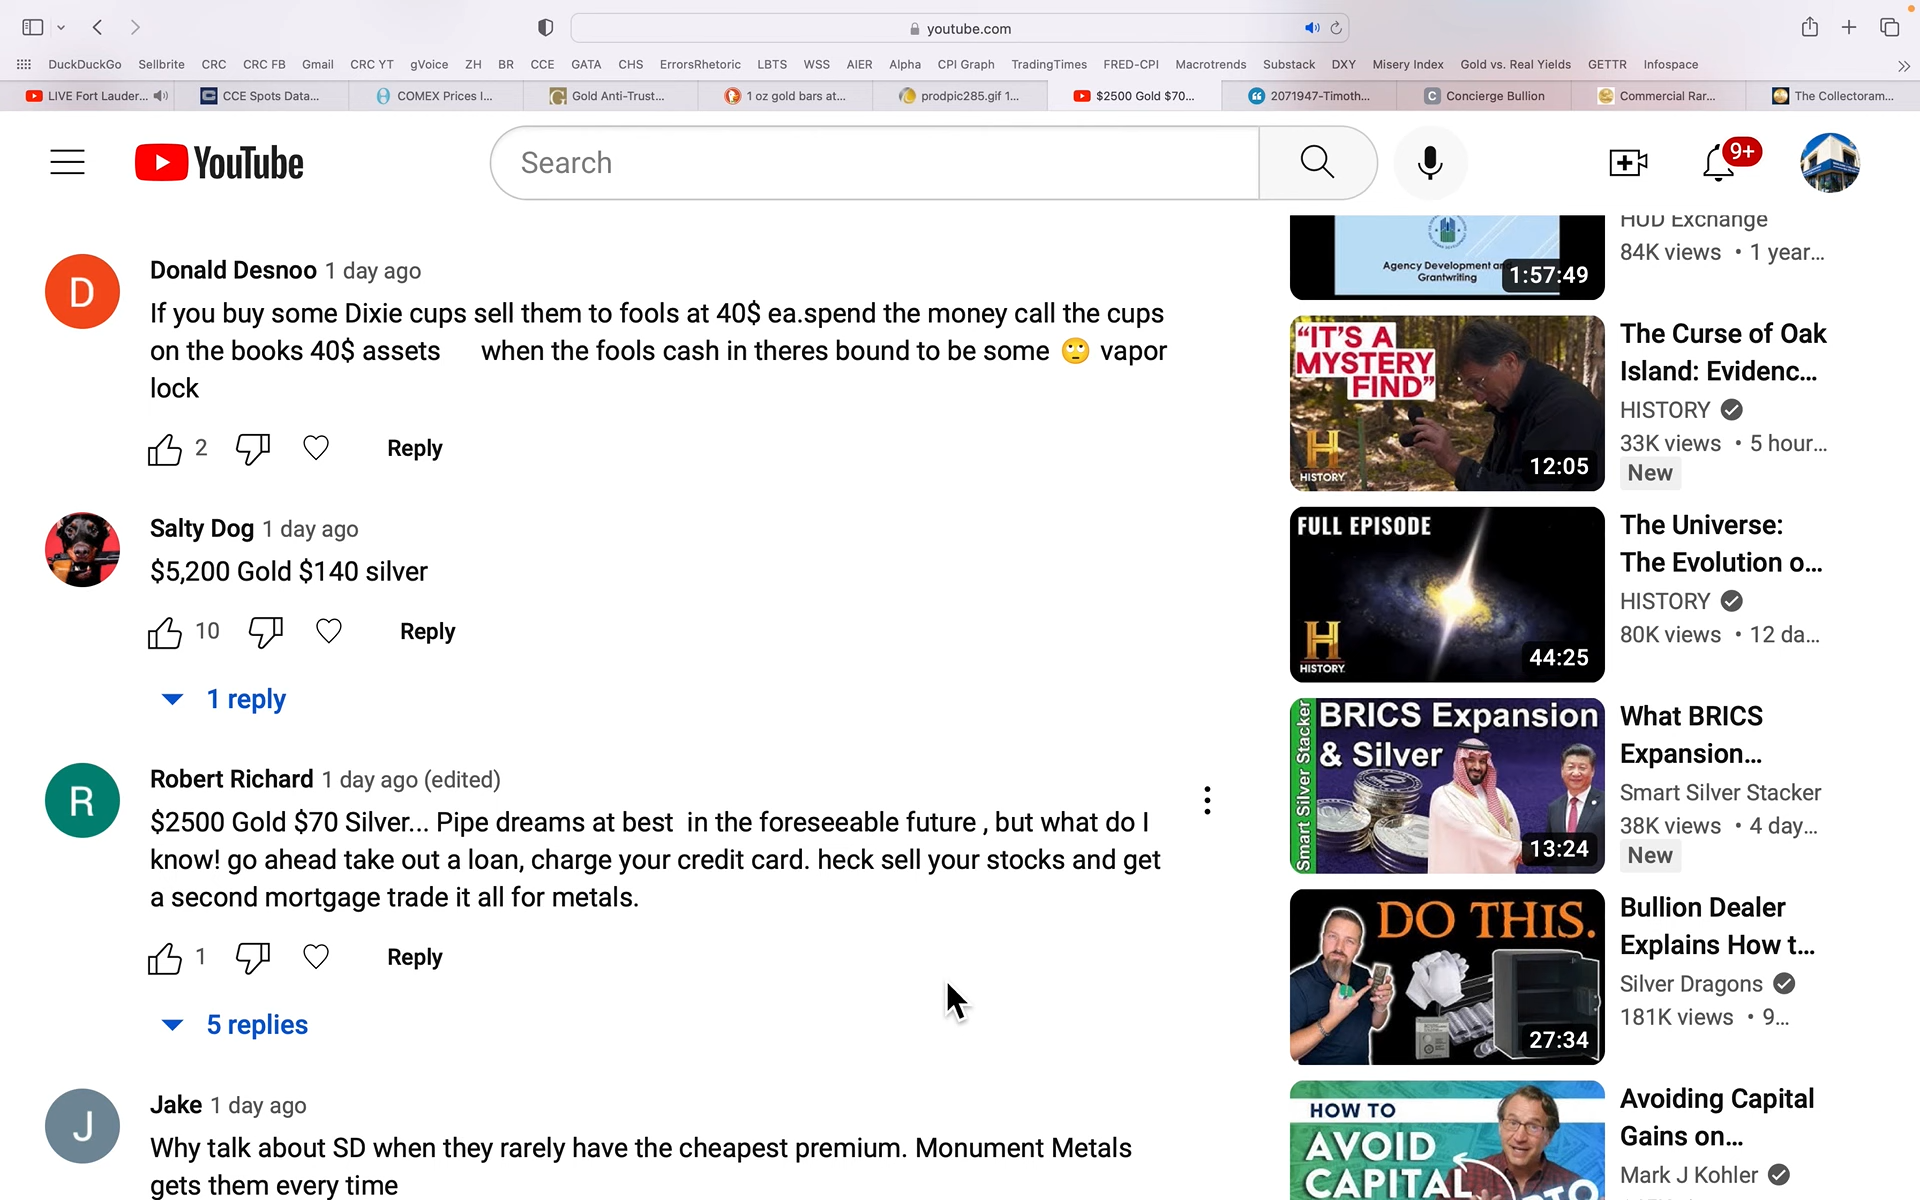 youtube.com
DuckDuckGo Sellbrite CRC CRC FB Gmail CRC YT gVoice ZH BR CCE GATA CHS ErrorsRhetoric LBTS WSS AIER Alpha CPI Graph TradingTimes FRED-CPI Macrotrends Substack DXY Misery Index Gold vs. Real Yields GETTR Infospace
LIVE Fort Lauder... CCE Spots Data... COMEX Prices I... Gold Anti-Trust... 1 oz gold bars at... prodpic285.gif 1... $2500 Gold $70... 2071947-Timoth... Concierge Bullion Commercial Rar... The Collectoram...
YouTube
Search
9+
Donald Desnoo 1 day ago
If you buy some Dixie cups sell them to fools at 40$ ea.spend the money call the cups
on the books 40$ assets when the fools cash in theres bound to be some 🙄 vapor
lock
2 Reply
Salty Dog 1 day ago
$5,200 Gold $140 silver
10 Reply
1 reply
R
Robert Richard 1 day ago (edited)
$2500 Gold $70 Silver... Pipe dreams at best in the foreseeable future , but what do I
know! go ahead take out a loan, charge your credit card. heck sell your stocks and get
a second mortgage trade it all for metals.
1 Reply
5 replies
J
Jake 1 day ago
Why talk about SD when they rarely have the cheapest premium. Monument Metals
gets them every time
D
Agency Development and
Grantwriting
1:57:49
HUD Exchange
84K views • 1 year...
"IT'S A
MYSTERY
FIND"
H
HISTORY
12:05
The Curse of Oak
Island: Evidenc...
HISTORY
33K views • 5 hour...
New
FULL EPISODE
H
HISTORY
44:25
The Universe:
The Evolution o...
HISTORY
80K views • 12 da...
Smart Silver Stacker
BRICS Expansion
& Silver
13:24
What BRICS
Expansion...
Smart Silver Stacker
38K views • 4 day...
New
DO THIS.
27:34
Bullion Dealer
Explains How t...
Silver Dragons
181K views • 9...
HOW TO
AVOID
CAPITAL
Avoiding Capital
Gains on...
Mark J Kohler